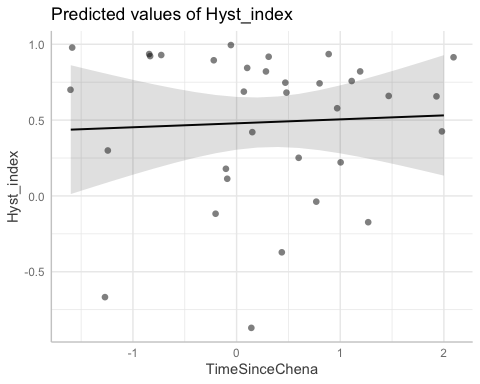 Predicted values of Hyst_index
1.0
0.5
0.0
-0.5
Hyst_index
-1
0
1
2
TimeSinceChena